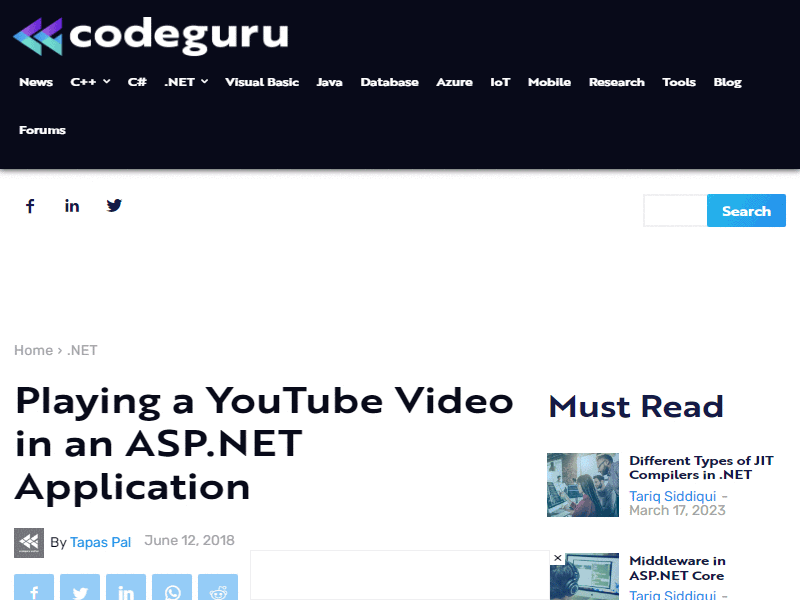 codeguru
News C++ C# .NET Visual Basic Java Database Azure IoT Mobile Research Tools Blog
Forums
Search
Home › .NET
Playing a YouTube Video
in an ASP.NET
Application
By Tapas Pal June 12, 2018
Must Read
Different Types of JIT
Compilers in .NET
Tariq Siddiqui -
March 17, 2023
Middleware in
ASP.NET Core
Tariq Siddiqui -